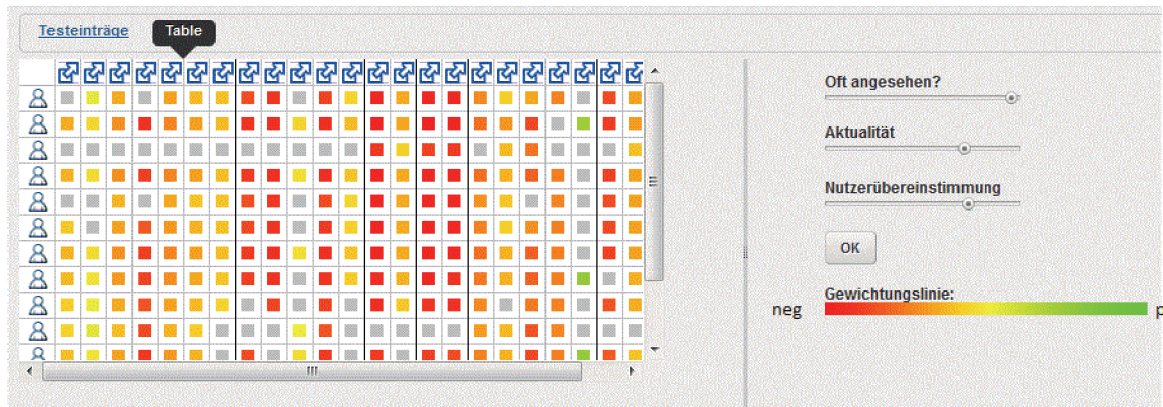 Testeinträge
Table
Oft angesehen?
Aktualität
Nutzerübereinstimmung
OK
Gewichtungslinie:
neg
p